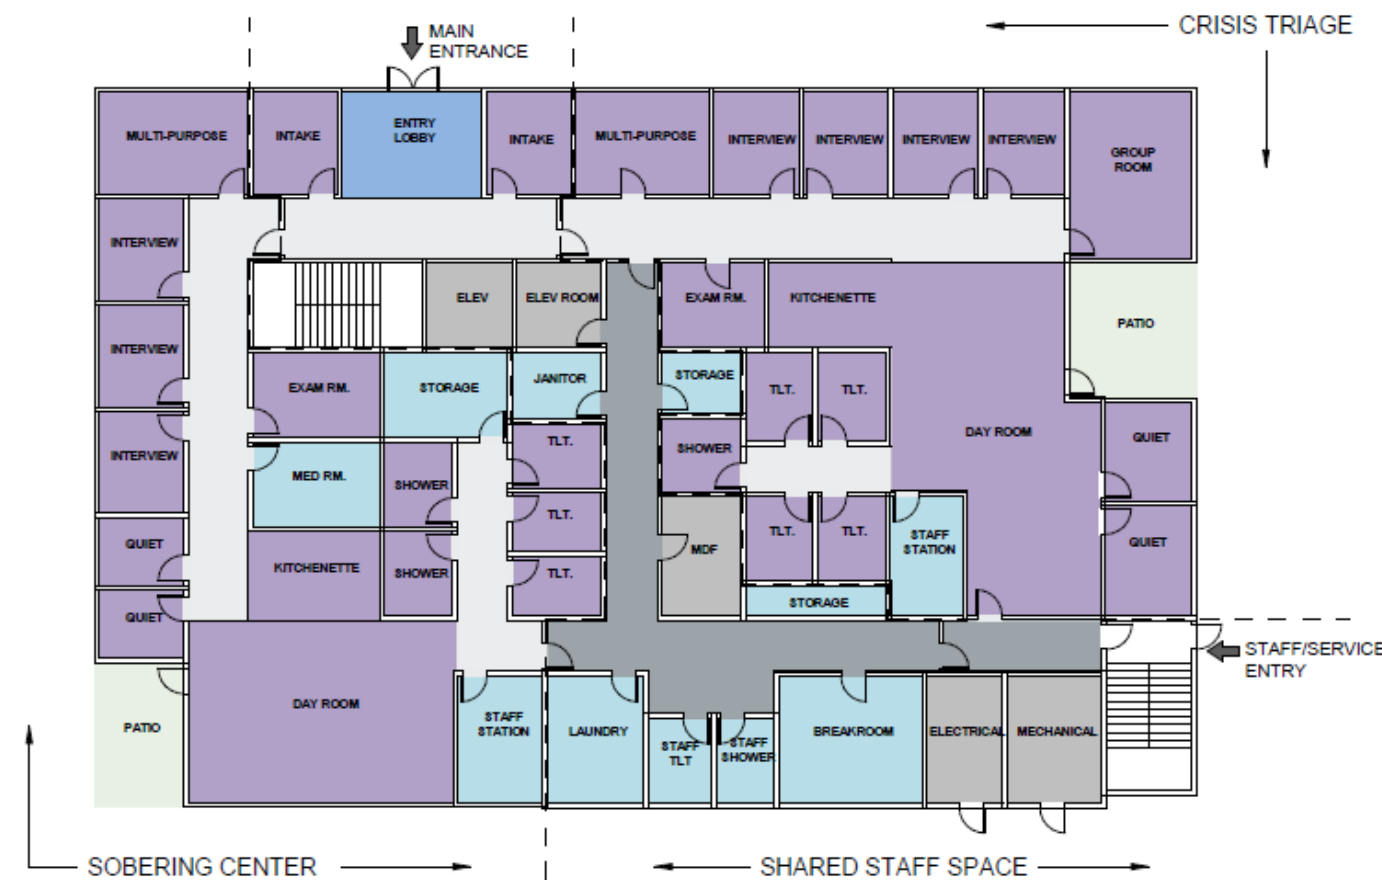 CRISIS TRIAGE
MAIN
ENTRANCE
MULTI-PURPOSE
INTAKE
ENTRY
LOBBY
INTAKE
MULTI-PURPOSE
INTERVIEW
INTERVIEW
INTERVIEW
INTERVIEW
GROUP
ROOM
INTERVIEW
ELEV
ELEV ROOM
EXAM RM.
KITCHENETTE
PATIO
INTERVIEW
EXAM RM.
STORAGE
JANITOR
STORAGE
TLT.
TLT.
DAY ROOM
QUIET
INTERVIEW
MED RM.
SHOWER
TLT.
SHOWER
TLT.
MDF
TLT.
TLT.
STAFF
STATION
QUIET
QUIET
KITCHENETTE
SHOWER
TLT.
STORAGE
QUIET
STAFF/SERVICE
ENTRY
PATIO
DAY ROOM
STAFF
STATION
LAUNDRY
STAFF
TLT
STAFF
SHOWER
BREAKROOM
ELECTRICAL
MECHANICAL
SOBERING CENTER
SHARED STAFF SPACE